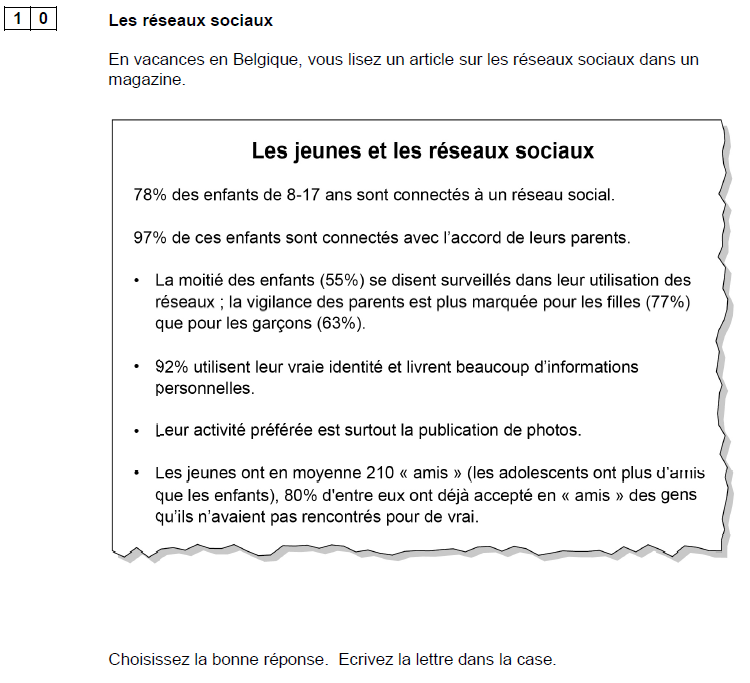 1 0 Les réseaux sociaux
En vacances en Belgique, vous lisez un article sur les réseaux sociaux dans un
magazine.
Les jeunes et les réseaux sociaux
78% des enfants de 8-17 ans sont connectés à un réseau social.
97% de ces enfants sont connectés avec l'accord de leurs parents.
• La moitié des enfants (55%) se disent surveillés dans leur utilisation des
réseaux ; la vigilance des parents est plus marquée pour les filles (77%)
que pour les garçons (63%).
• 92% utilisent leur vraie identité et livrent beaucoup d'informations
personnelles.
• Leur activité préférée est surtout la publication de photos.
• Les jeunes ont en moyenne 210 « amis » (les adolescents ont plus d'amis
que les enfants), 80% d'entre eux ont déjà accepté en « amis » des gens
qu'ils n'avaient pas rencontrés pour de vrai.
Choisissez la bonne réponse. Ecrivez la lettre dans la case.